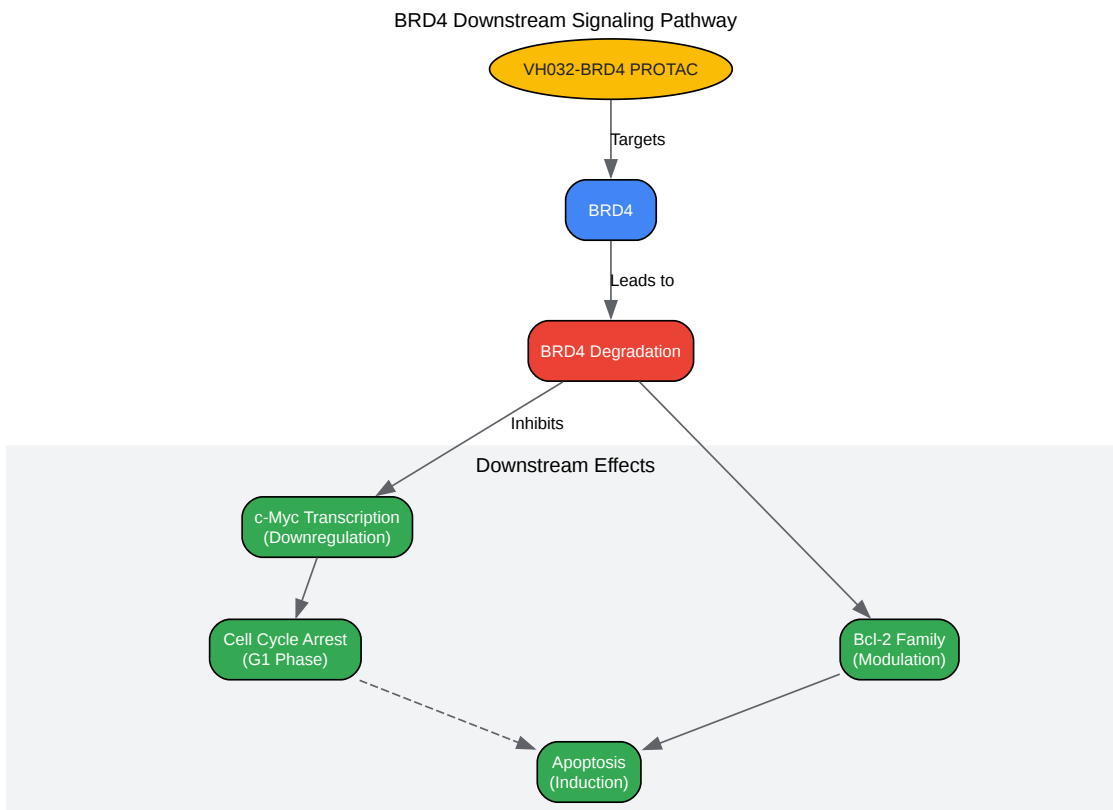 BRD4 Downstream Signaling Pathway
VH032-BRD4 PROTAC
Targets
BRD4
Leads to
BRD4 Degradation
Inhibits
Downstream Effects
c-Myc Transcription
(Downregulation)
Cell Cycle Arrest
(G1 Phase)
Bcl-2 Family
(Modulation)
Apoptosis
(Induction)